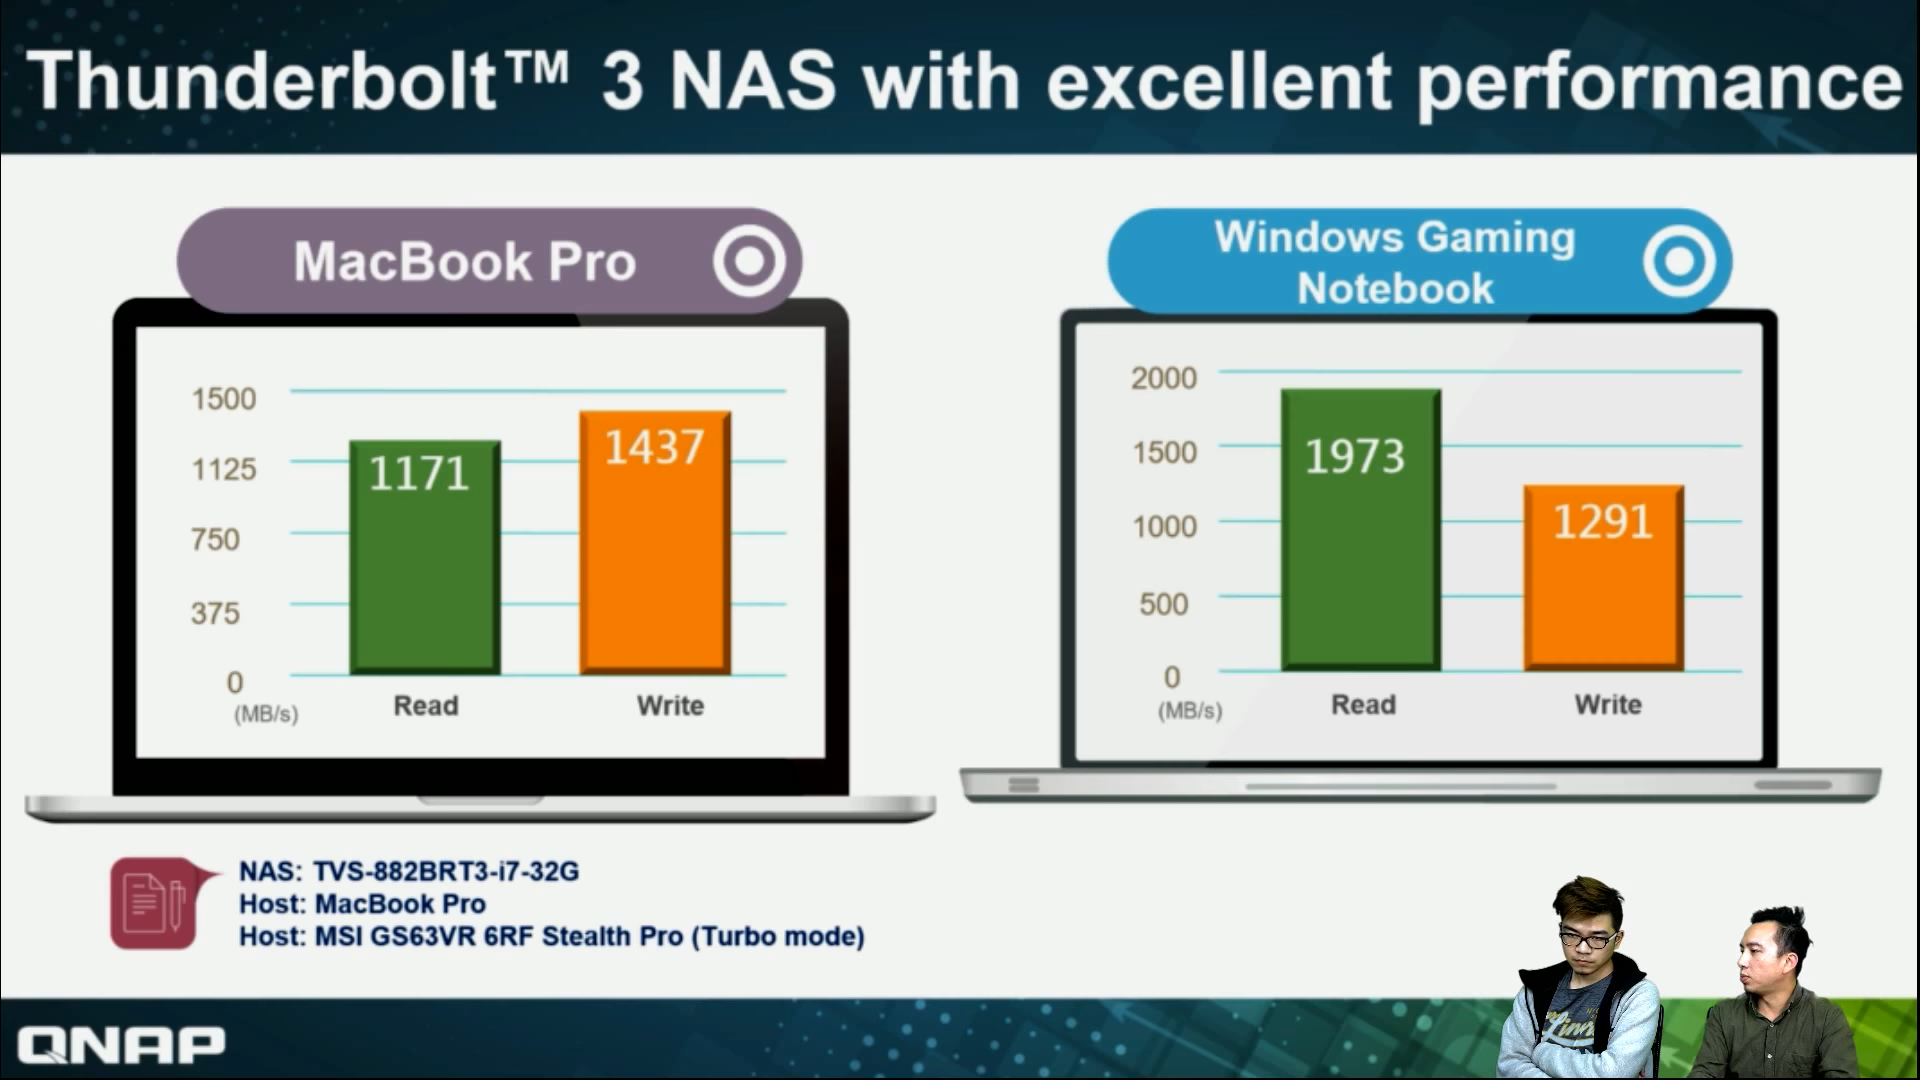 Thunderbolt™ 3 NAS with excellent performance
MacBook Pro
1500
1125
750
375
0
(MB/s)
1171
1437
Read
Write
Windows Gaming
Notebook
2000
1500
1000
500
0
(MB/s)
1973
1291
Read
Write
NAS: TVS-882BRT3-i7-32G
Host: MacBook Pro
Host: MSI GS63VR 6RF Stealth Pro (Turbo mode)
QNAP